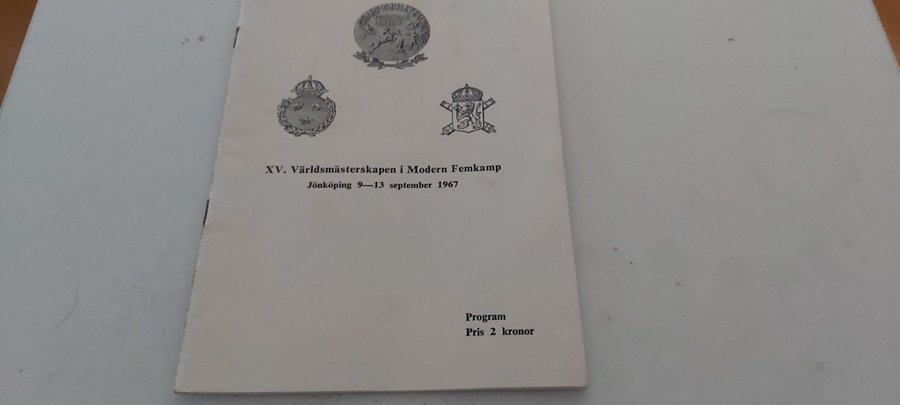 XV. Världsmästerskapen i Modern Femkamp
Jönköping 9—13 september 1967
Program
Pris 2 kronor